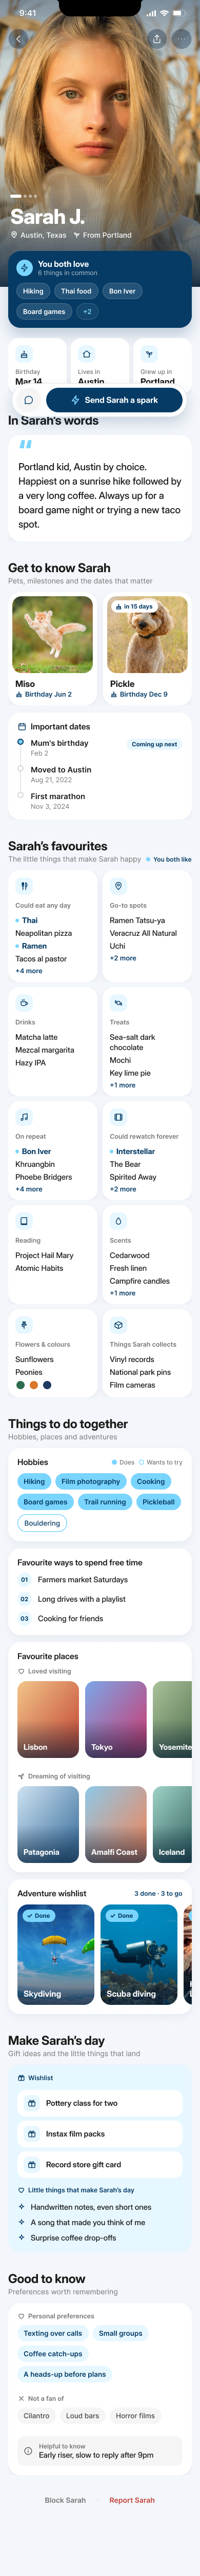 9:41
Sarah J.
Austin, Texas From Portland
You both love
6 things in common
Hiking Thai food Bon Iver
Board games +2
Birthday Lives in Grew up in
Mar 14 Austin Portland
Send Sarah a spark
In Sarah's words
"
Portland kid, Austin by choice.
Happiest on a sunrise hike followed by
a very long coffee. Always up for a
board game night or trying a new taco
spot.
Get to know Sarah
Pets, milestones and the dates that matter
in 15 days
Miso Pickle
Birthday Jun 2 Birthday Dec 9
Important dates
Mum's birthday Coming up next
Feb 2
Moved to Austin
Aug 21, 2022
First marathon
Nov 3, 2024
Sarah's favourites
The little things that make Sarah happy You both like
Could eat any day
Thai
Neapolitan pizza
Ramen
Tacos al pastor
+4 more
Go-to spots
Ramen Tatsu-ya
Veracruz All Natural
Uchi
+2 more
Drinks
Matcha latte
Mezcal margarita
Hazy IPA
Treats
Sea-salt dark
chocolate
Mochi
Key lime pie
+1 more
On repeat
Bon Iver
Khruangbin
Phoebe Bridgers
+4 more
Could rewatch forever
Interstellar
The Bear
Spirited Away
+2 more
Reading
Project Hail Mary
Atomic Habits
Scents
Cedarwood
Fresh linen
Campfire candles
+1 more
Flowers & colours
Sunflowers
Peonies
Things Sarah collects
Vinyl records
National park pins
Film cameras
Things to do together
Hobbies, places and adventures
Hobbies Does Wants to try
Hiking Film photography Cooking
Board games Trail running Pickleball
Bouldering
Favourite ways to spend free time
01 Farmers market Saturdays
02 Long drives with a playlist
03 Cooking for friends
Favourite places
Loved visiting
Lisbon Tokyo Yosemite
Dreaming of visiting
Patagonia Amalfi Coast Iceland
Adventure wishlist 3 done · 3 to go
Done Done
Skydiving Scuba diving
Make Sarah's day
Gift ideas and the little things that land
Wishlist
Pottery class for two
Instax film packs
Record store gift card
Little things that make Sarah's day
Handwritten notes, even short ones
A song that made you think of me
Surprise coffee drop-offs
Good to know
Preferences worth remembering
Personal preferences
Texting over calls Small groups
Coffee catch-ups
A heads-up before plans
Not a fan of
Cilantro Loud bars Horror films
Helpful to know
Early riser, slow to reply after 9pm
Block Sarah Report Sarah